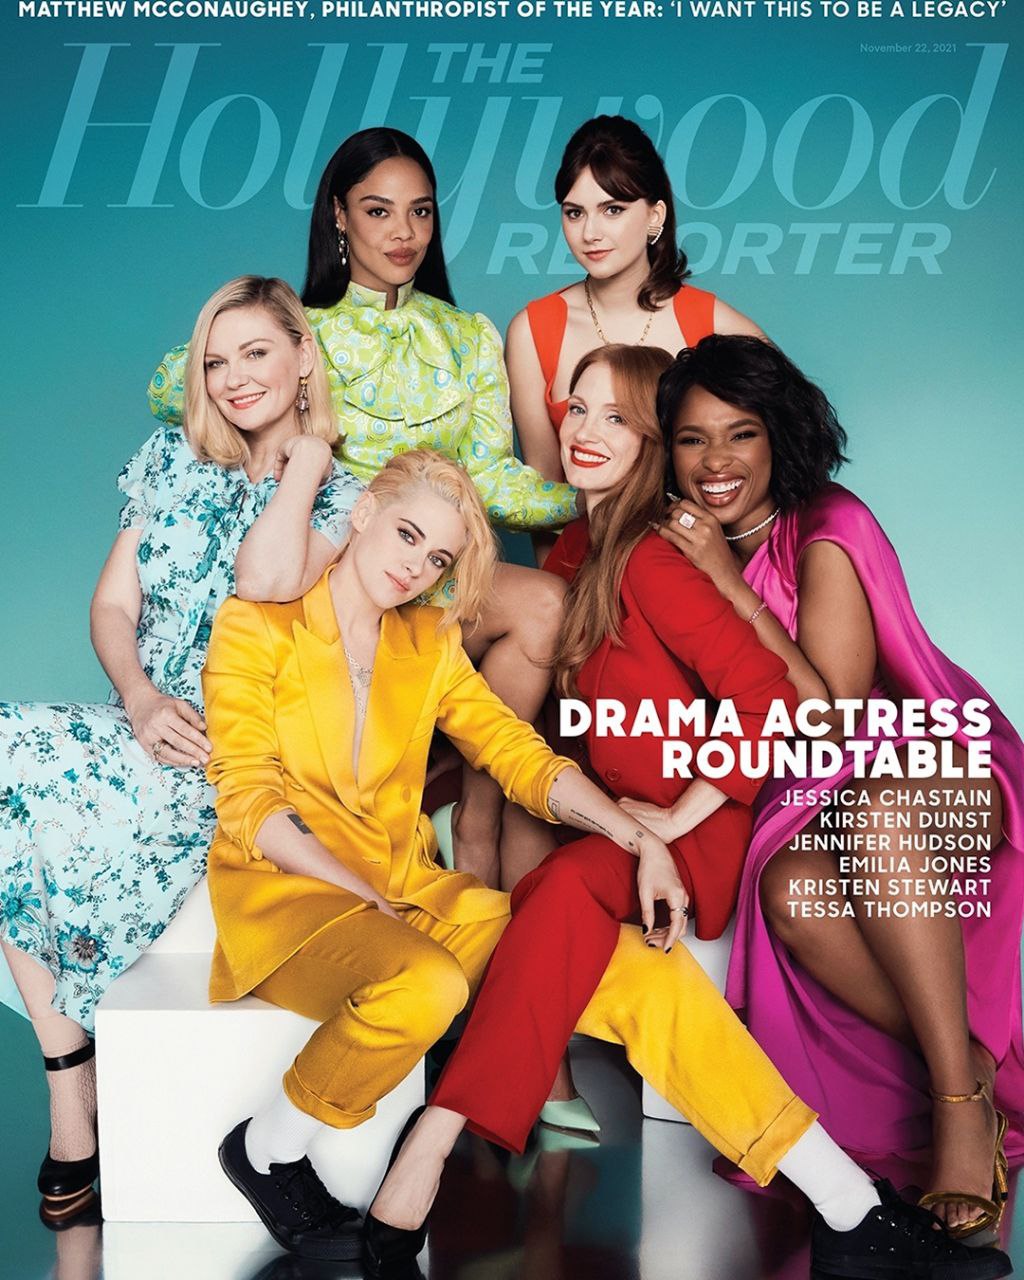 MATTHEW MCCONAUGHEY, PHILANTHROPIST OF THE YEAR: ‘I WANT THIS TO BE A LEGACY’
November 22, 2021
THE
Hollywood
REPORTER
DRAMA ACTRESS
ROUNDTABLE
JESSICA CHASTAIN
KIRSTEN DUNST
JENNIFER HUDSON
EMILIA JONES
KRISTEN STEWART
TESSA THOMPSON